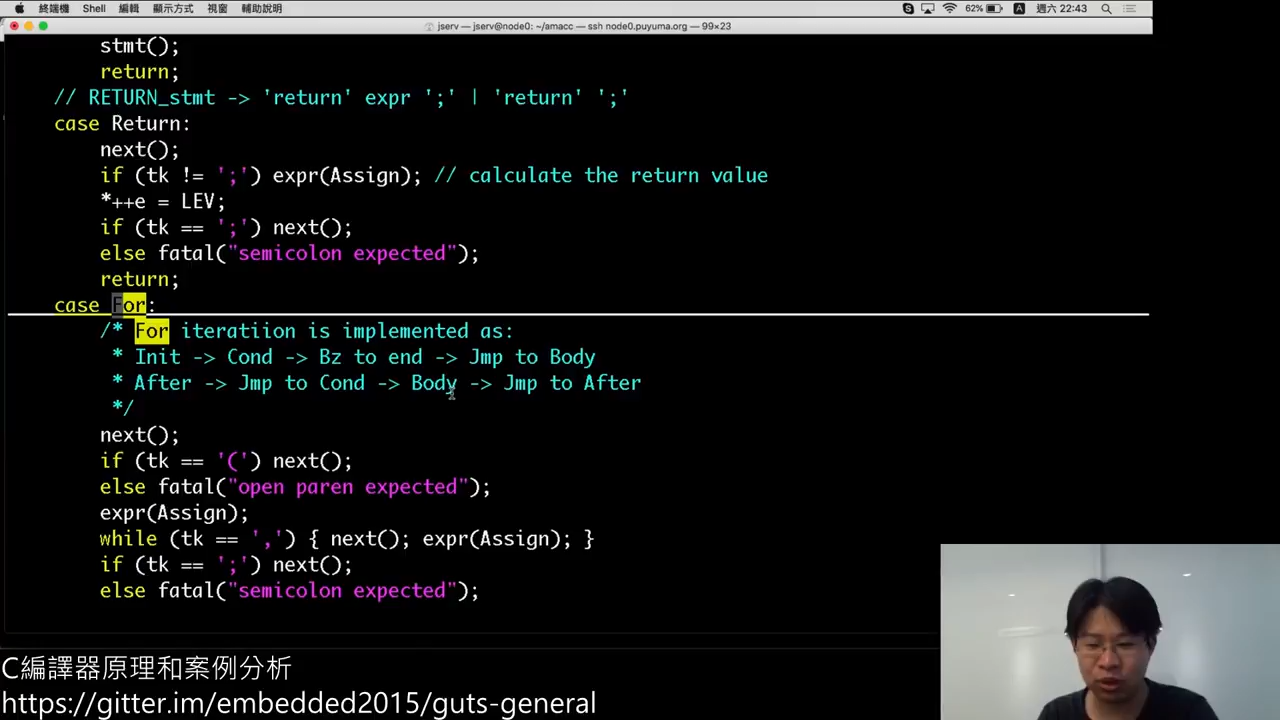 終端機 Shell 編輯 顯示方式 視窗 輔助說明 62% A 週六 22:43
jserv — jserv@node0: ~/amacc — ssh node0.puyuma.org — 99×23
stmt();
return;
// RETURN_stmt -> 'return' expr ';' | 'return' ';'
case Return:
next();
if (tk != ';') expr(Assign); // calculate the return value
*++e = LEV;
if (tk == ';') next();
else fatal("semicolon expected");
return;
case For:
/* For iteratiion is implemented as:
* Init -> Cond -> Bz to end -> Jmp to Body
* After -> Jmp to Cond -> Body -> Jmp to After
*/
next();
if (tk == '(') next();
else fatal("open paren expected");
expr(Assign);
while (tk == ',') { next(); expr(Assign); }
if (tk == ';') next();
else fatal("semicolon expected");
C編譯器原理和案例分析
https://gitter.im/embedded2015/guts-general